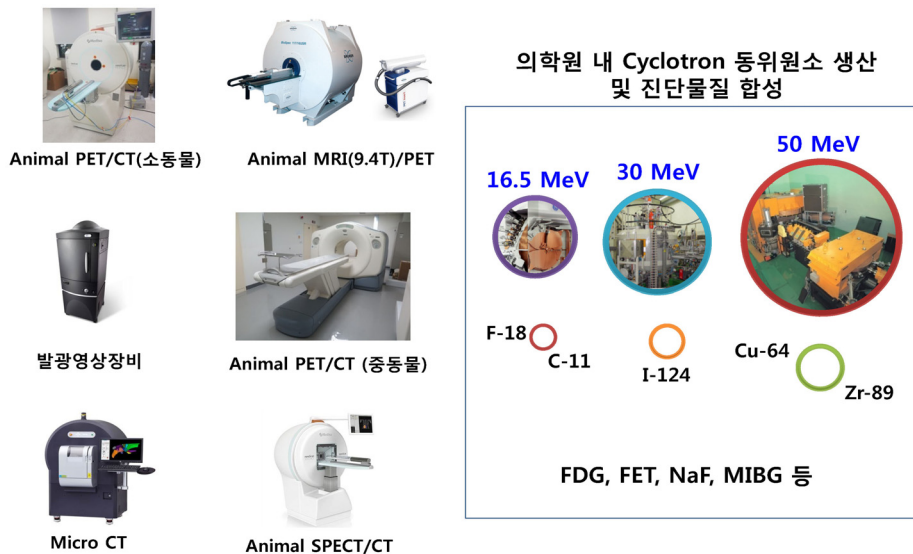 Animal PET/CT(소동물)
Animal MRI(9.4T)/PET
발광영상장비
Animal PET/CT (중동물)
Micro CT
Animal SPECT/CT
의학원 내 Cyclotron 동위원소 생산
및 진단물질 합성
16.5 MeV
30 MeV
50 MeV
F-18
C-11
I-124
Cu-64
Zr-89
FDG, FET, NaF, MIBG 등